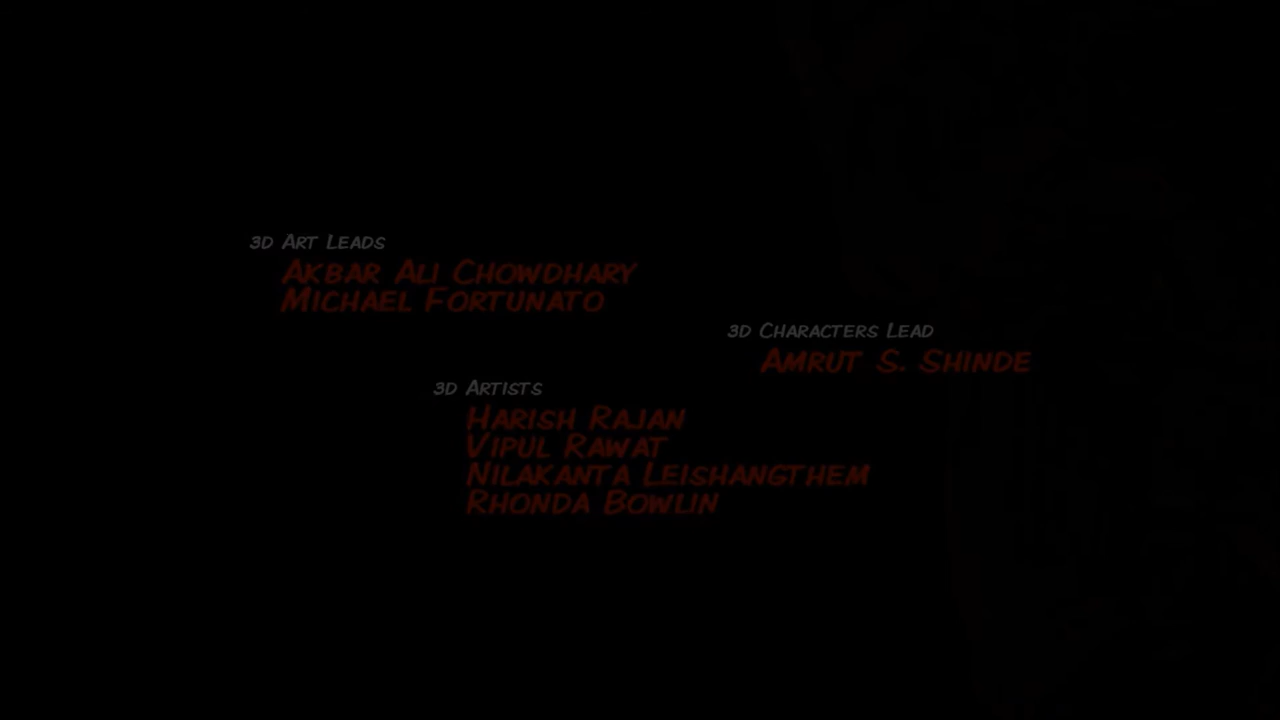 3D Art Leads
Akbar Ali Chowdhary
Michael Fortunato
3D Characters Lead
Amrut S. Shinde
3D Artists
Harish Rajan
Vipul Rawat
Nilakanta Leishangthem
Rhonda Bowlin